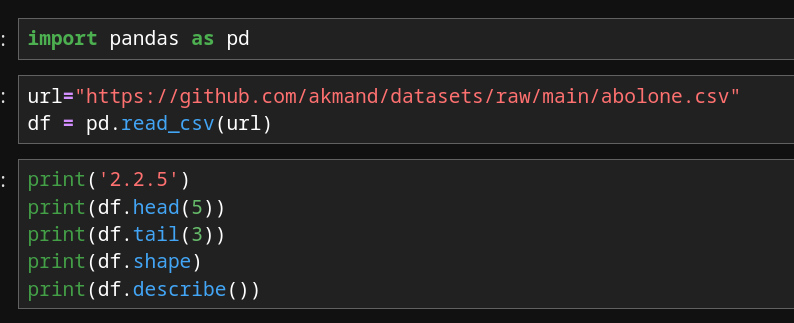 : import pandas as pd
: url="https://github.com/akmand/datasets/raw/main/abolone.csv"
df = pd.read_csv(url)
: print('2.2.5')
print(df.head(5))
print(df.tail(3))
print(df.shape)
print(df.describe())